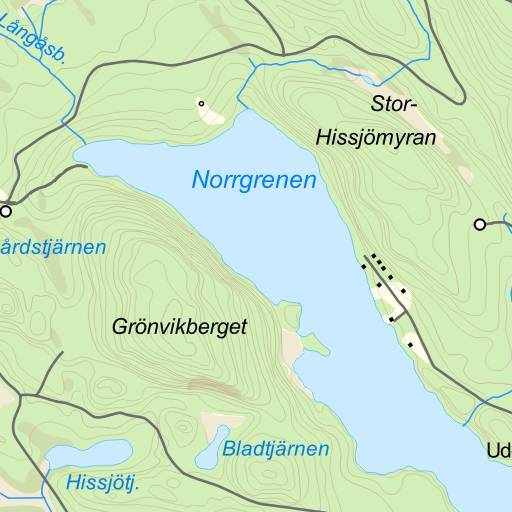 Långåsb.
Stor-
Hissjömyran
Norrgrenen
årdstjärnen
Grönvikberget
Bladtjärnen
Ud
Hissjötj.